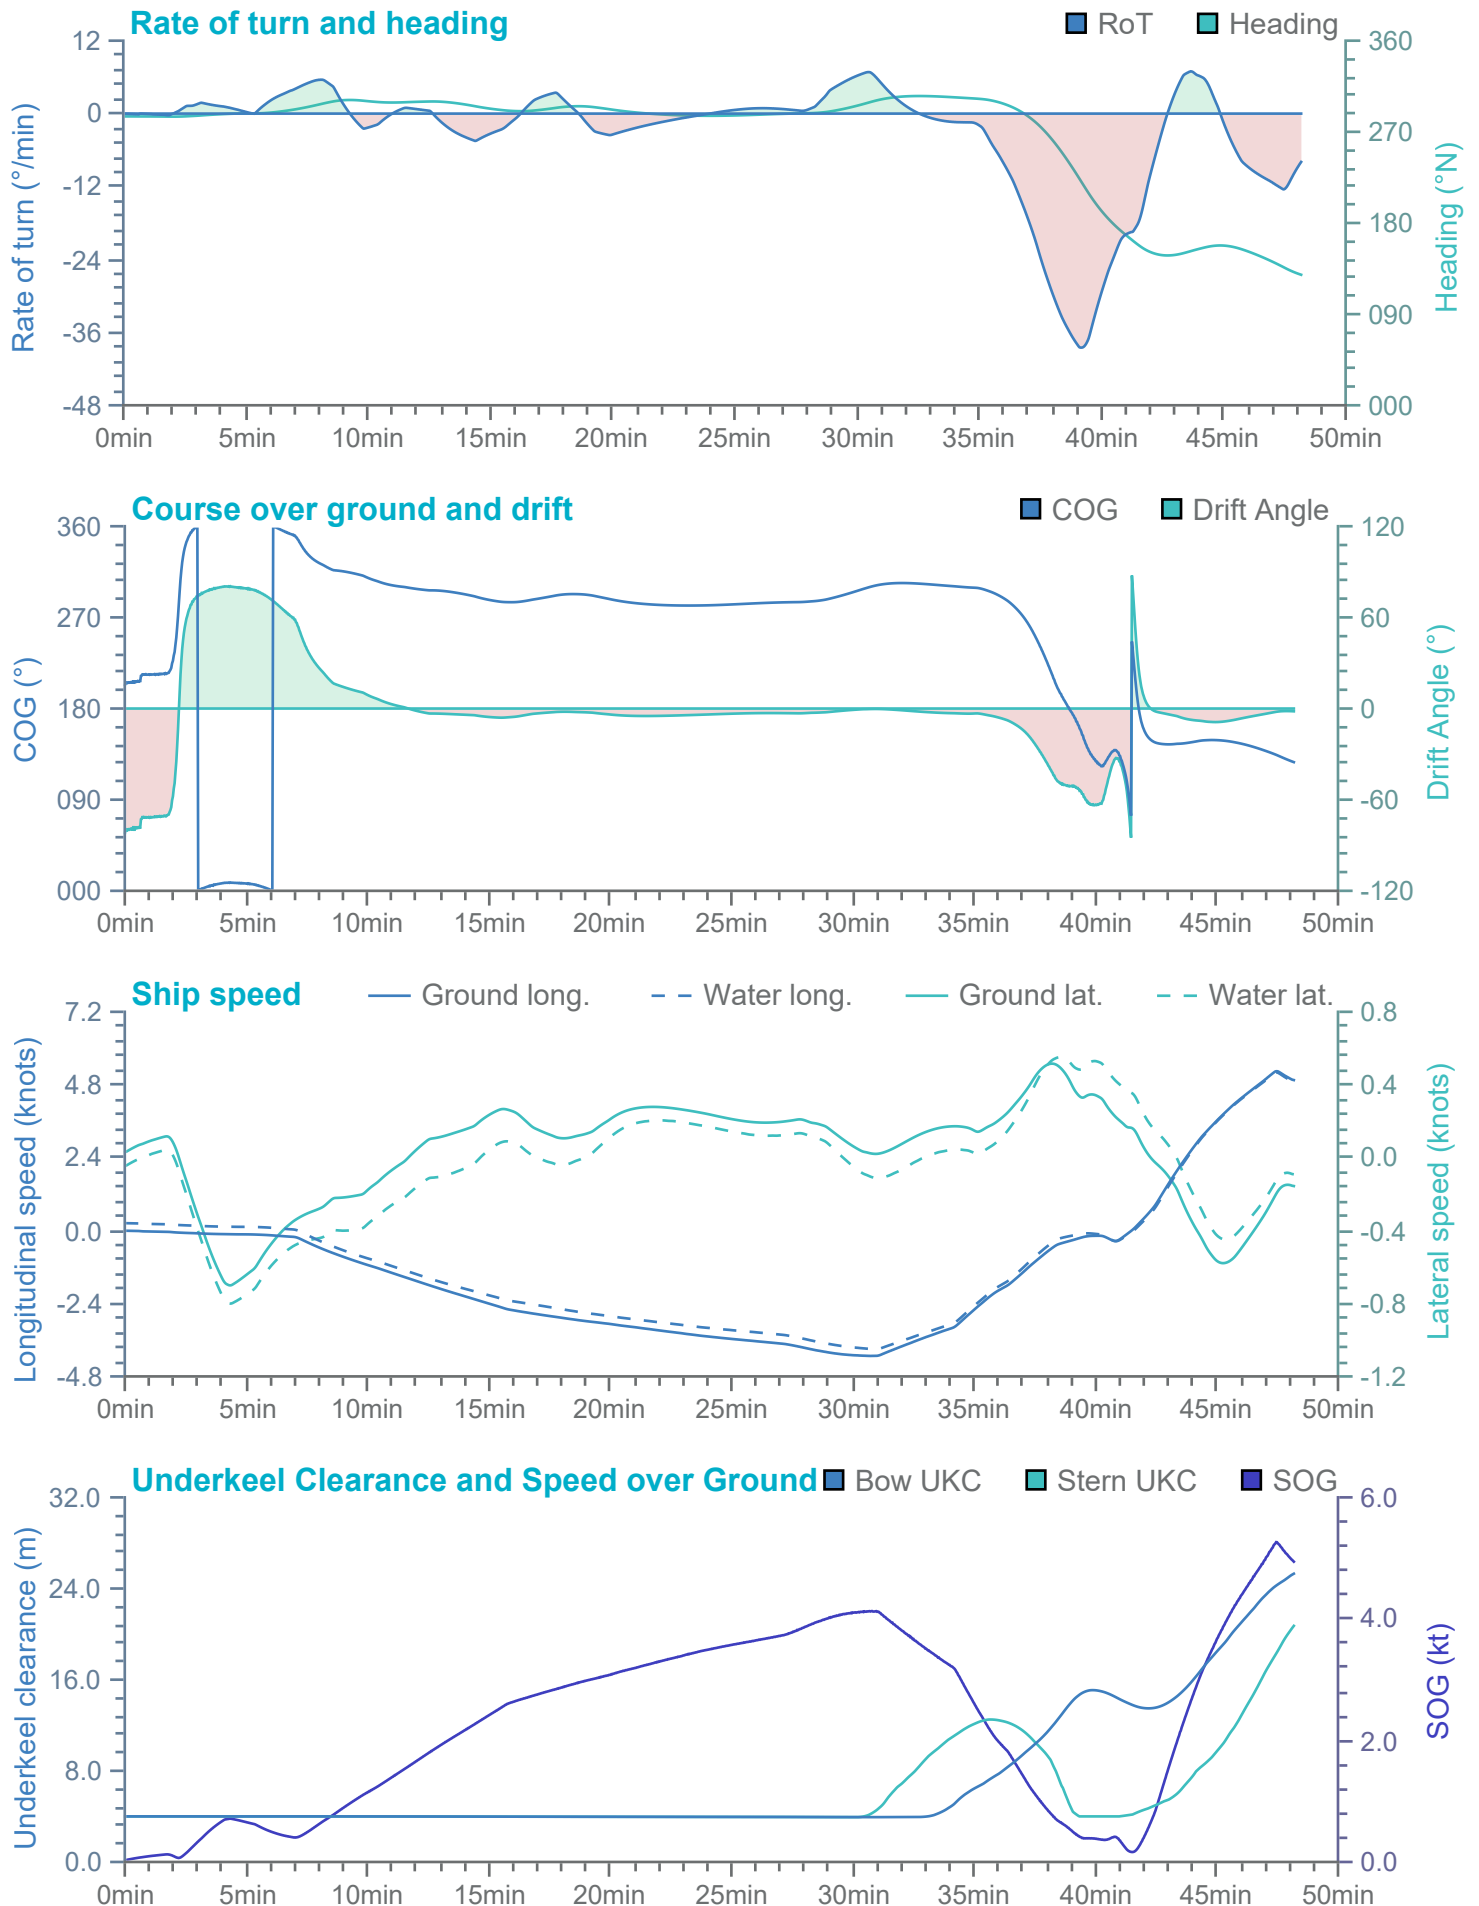 Rate of turn and heading
RoT Heading
12 0 -12 -24 -36 -48
Rate of turn (°/min)
360 270 180 090 000
Heading (°N)
0min 5min 10min 15min 20min 25min 30min 35min 40min 45min 50min
Course over ground and drift
COG Drift Angle
360 270 180 090 000
COG (°)
120 60 0 -60 -120
Drift Angle (°)
0min 5min 10min 15min 20min 25min 30min 35min 40min 45min 50min
Ship speed
Ground long. Water long. Ground lat. Water lat.
7.2 4.8 2.4 0.0 -2.4 -4.8
Longitudinal speed (knots)
0.8 0.4 0.0 -0.4 -0.8 -1.2
Lateral speed (knots)
0min 5min 10min 15min 20min 25min 30min 35min 40min 45min 50min
Underkeel Clearance and Speed over Ground
Bow UKC Stern UKC SOG
32.0 24.0 16.0 8.0 0.0
Underkeel clearance (m)
6.0 4.0 2.0 0.0
SOG (kt)
0min 5min 10min 15min 20min 25min 30min 35min 40min 45min 50min